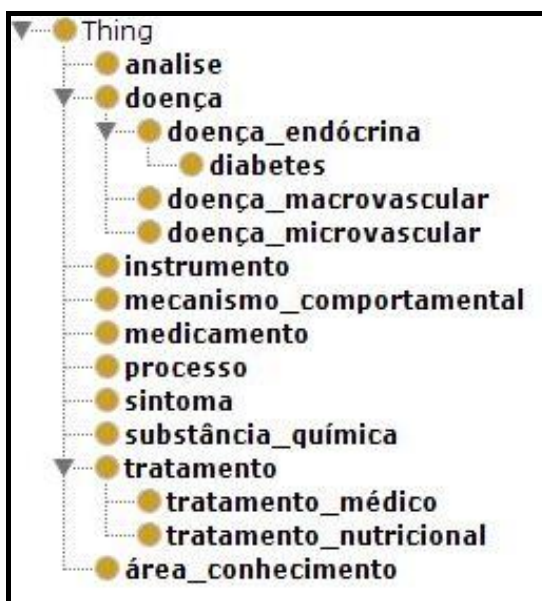 Thing
analise
doença
doença_endócrina
diabetes
doença_macrovascular
doença_microvascular
instrumento
mecanismo_comportamental
medicamento
processo
sintoma
substância_química
tratamento
tratamento_médico
tratamento_nutricional
área_conhecimento